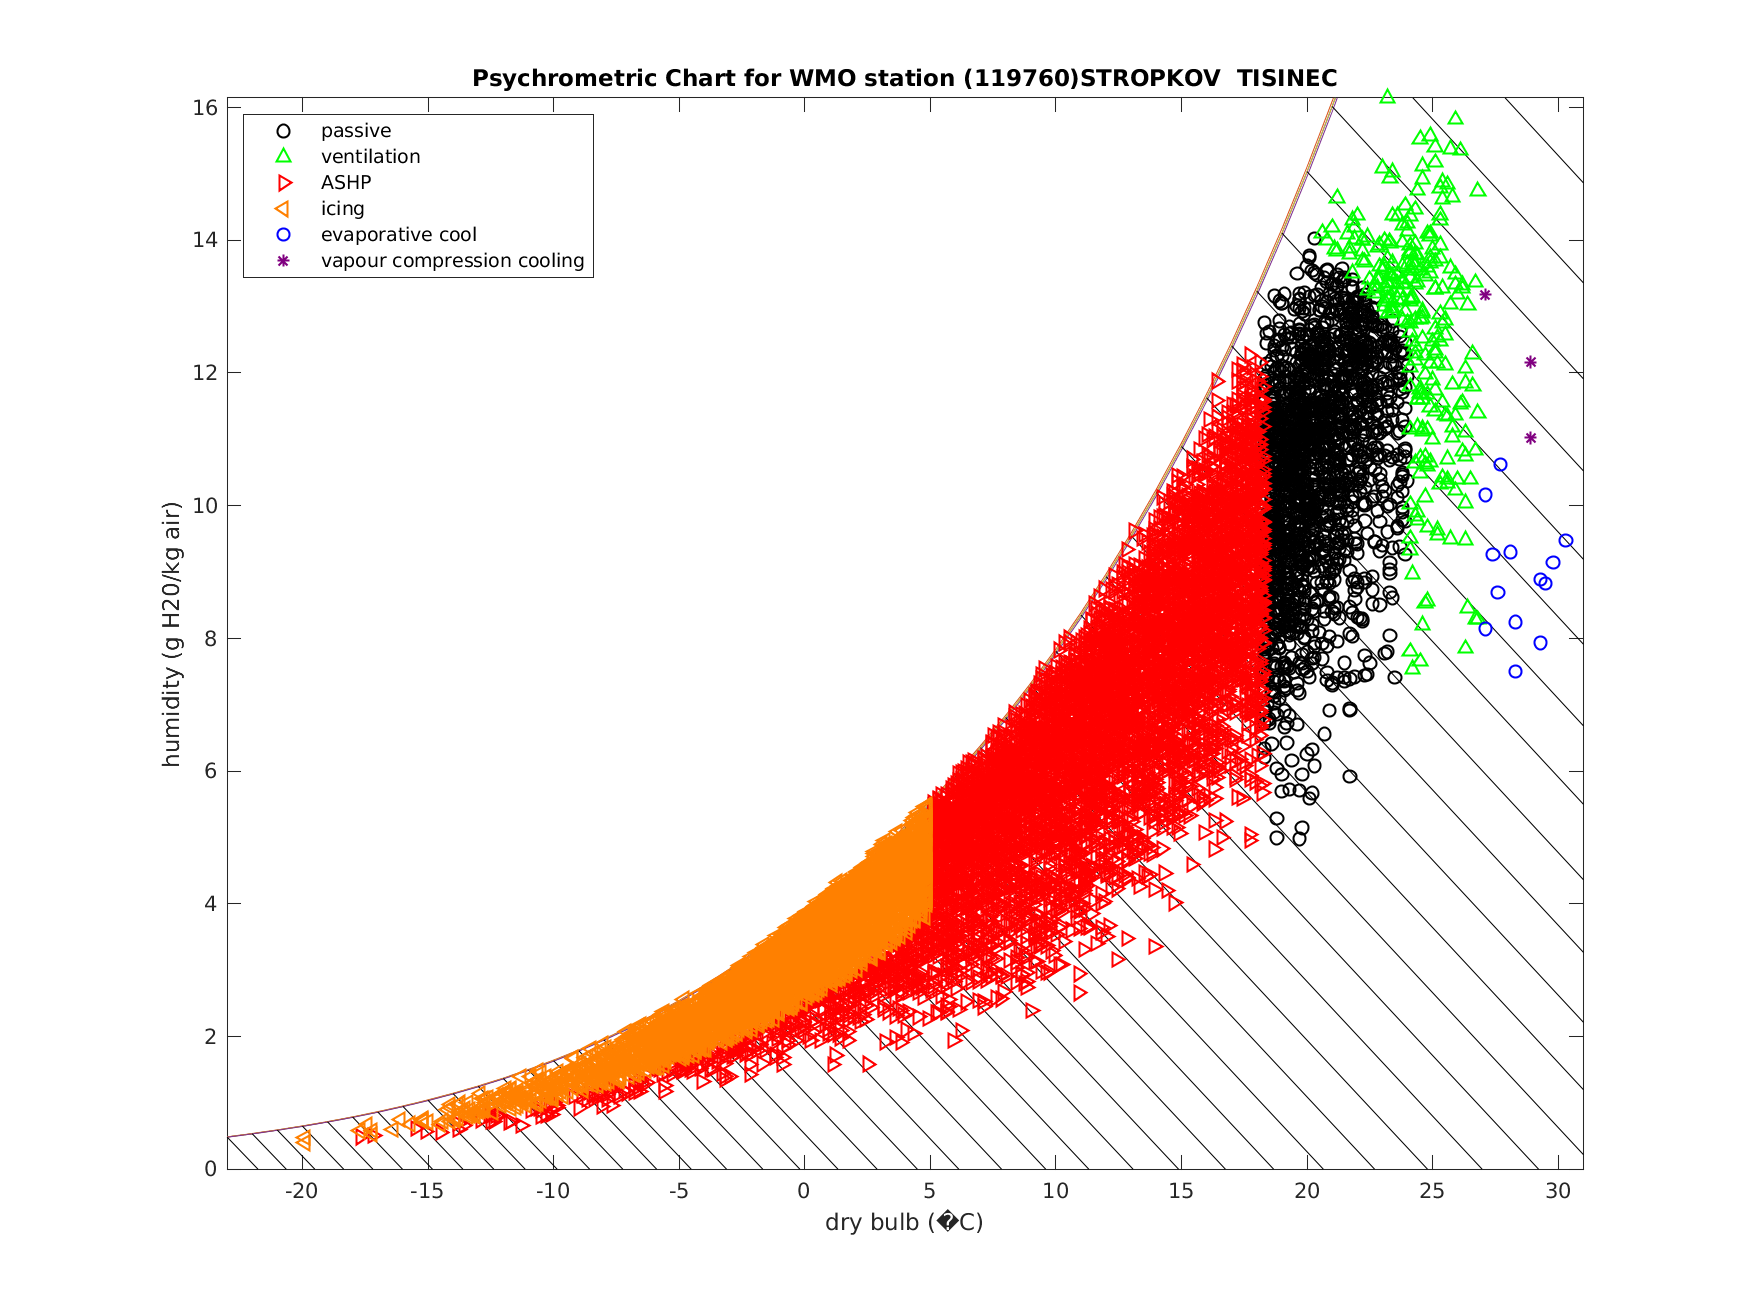 Psychrometric Chart for WMO station (119760)STROPKOV  TISINEC
passive
ventilation
ASHP
icing
evaporative cool
vapour compression cooling
humidity (g H20/kg air)
16
14
12
10
8
6
4
2
0
-20 -15 -10 -5 0 5 10 15 20 25 30
dry bulb (�C)